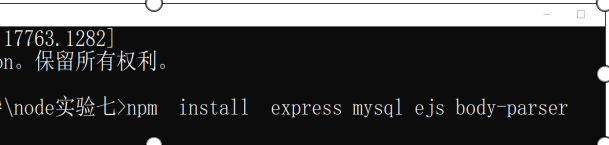 17763.1282]
on。保留所有权利。
\node实验七>npm install express mysql ejs body-parser